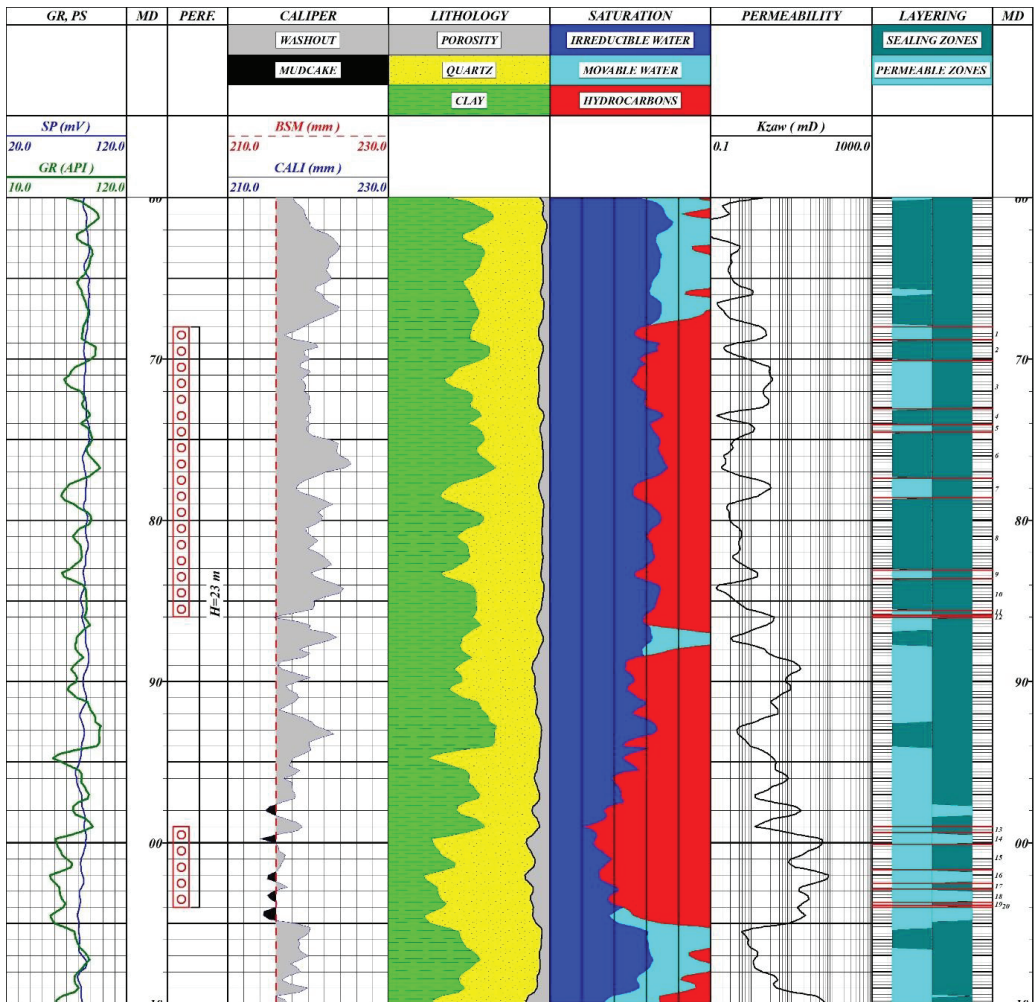 GR, PS MD PERF. CALIPER LITHOLOGY SATURATION PERMEABILITY LAYERING MD
WASHOUT POROSITY IRREDUCIBLE WATER SEALING ZONES
MUDCAKE QUARTZ MOVABLE WATER PERMEABLE ZONES
CLAY HYDROCARBONS
SP (mV) BSM (mm) Kzaw ( mD)
20.0 120.0 210.0 230.0 0.1 1000.0
GR (API ) CALI (mm)
10.0 120.0 210.0 230.0
1
2
70 70
3
4
5
6
7
80 80
8
9
10
H=23 m
11
12
90 90
13
14
00 00
15
16
17
18
19 20